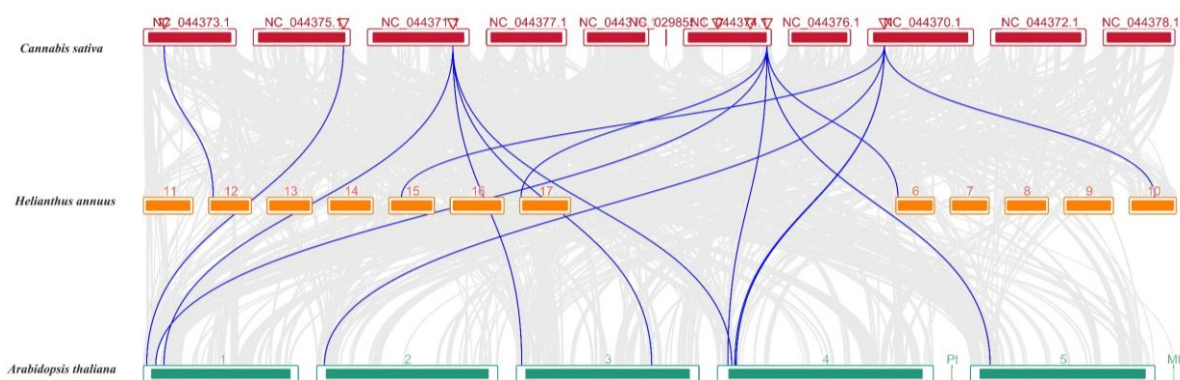 NC_044373.1 NC_044375.1 NC_044371.1 NC_044377.1 NC_044376.1 NC_044370.1 NC_044372.1 NC_044378.1
Cannabis sativa
11 12 13 14 15 16 17 6 7 8 9 10
Helianthus annuus
1 2 3 4 Pt 5 Mt
Arabidopsis thaliana